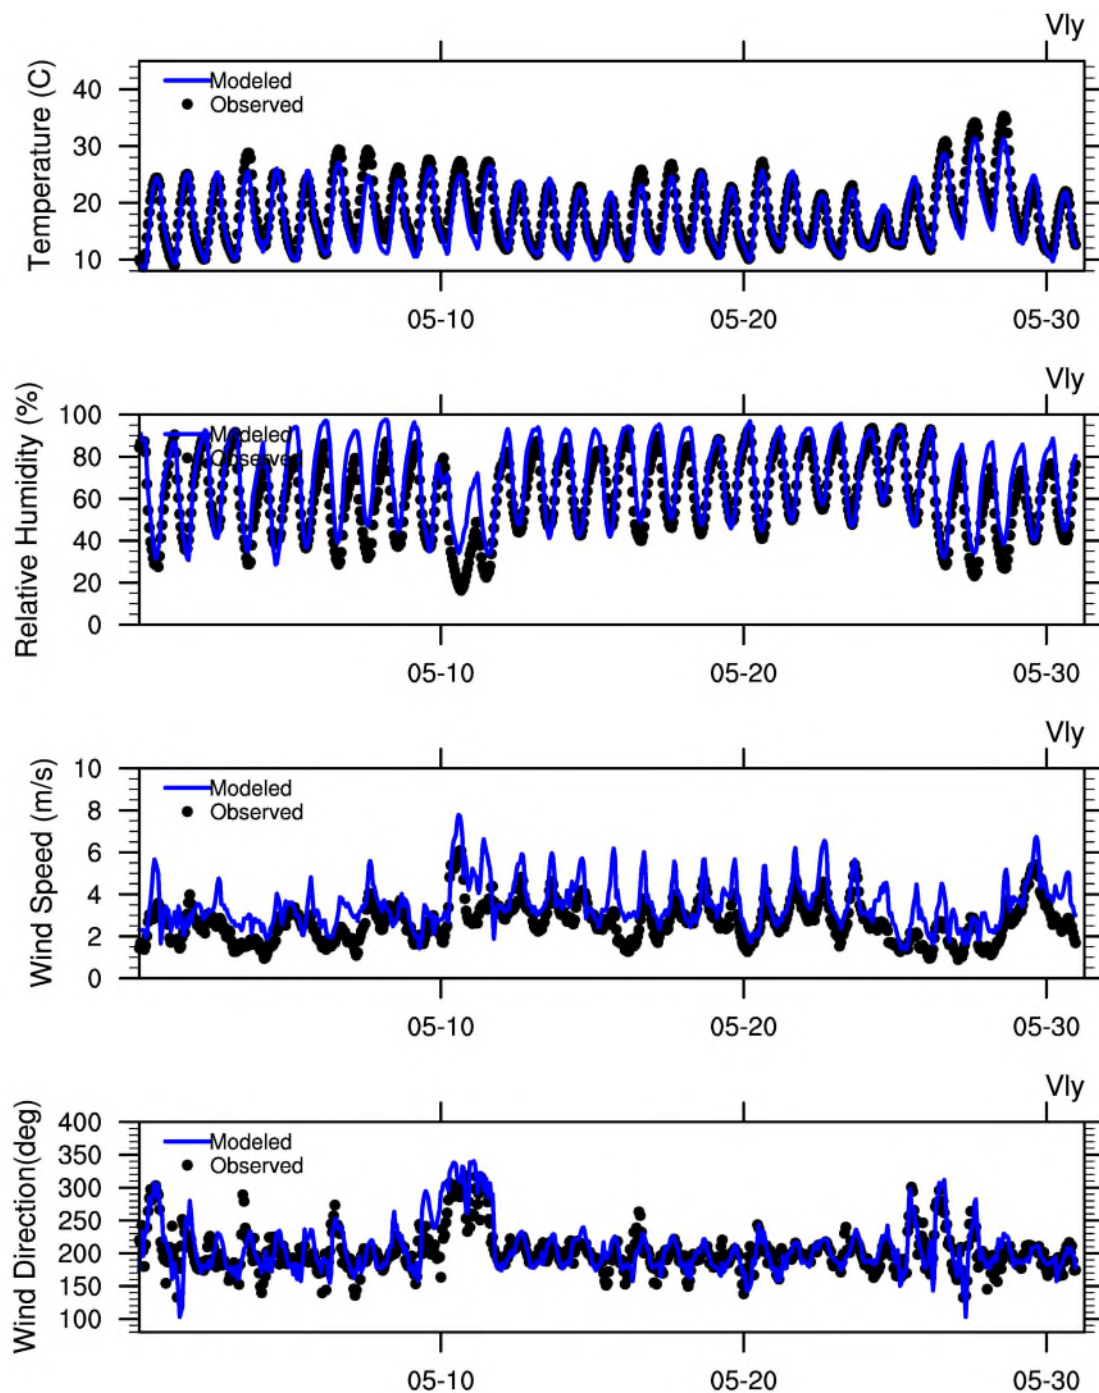 Vly
Temperature (C)
40
30
20
10
Modeled
Observed
05-10
05-20
05-30
Vly
Relative Humidity (%)
100
80
60
40
20
0
Modeled
Observed
05-10
05-20
05-30
Vly
Wind Speed (m/s)
10
8
6
4
2
0
Modeled
Observed
05-10
05-20
05-30
Vly
Wind Direction(deg)
400
350
300
250
200
150
100
Modeled
Observed
05-10
05-20
05-30